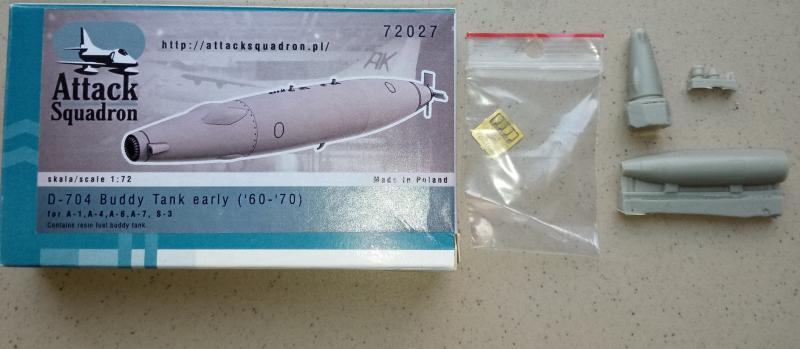 72027
http://attacksquadron.pl/
AK
Attack
Squadron
skala/scale 1:72
Made in Poland
D-704 Buddy Tank early ('60-'70)
for A-1,A-4,A-6,A-7, S-3
Contains resin fuel buddy tank.